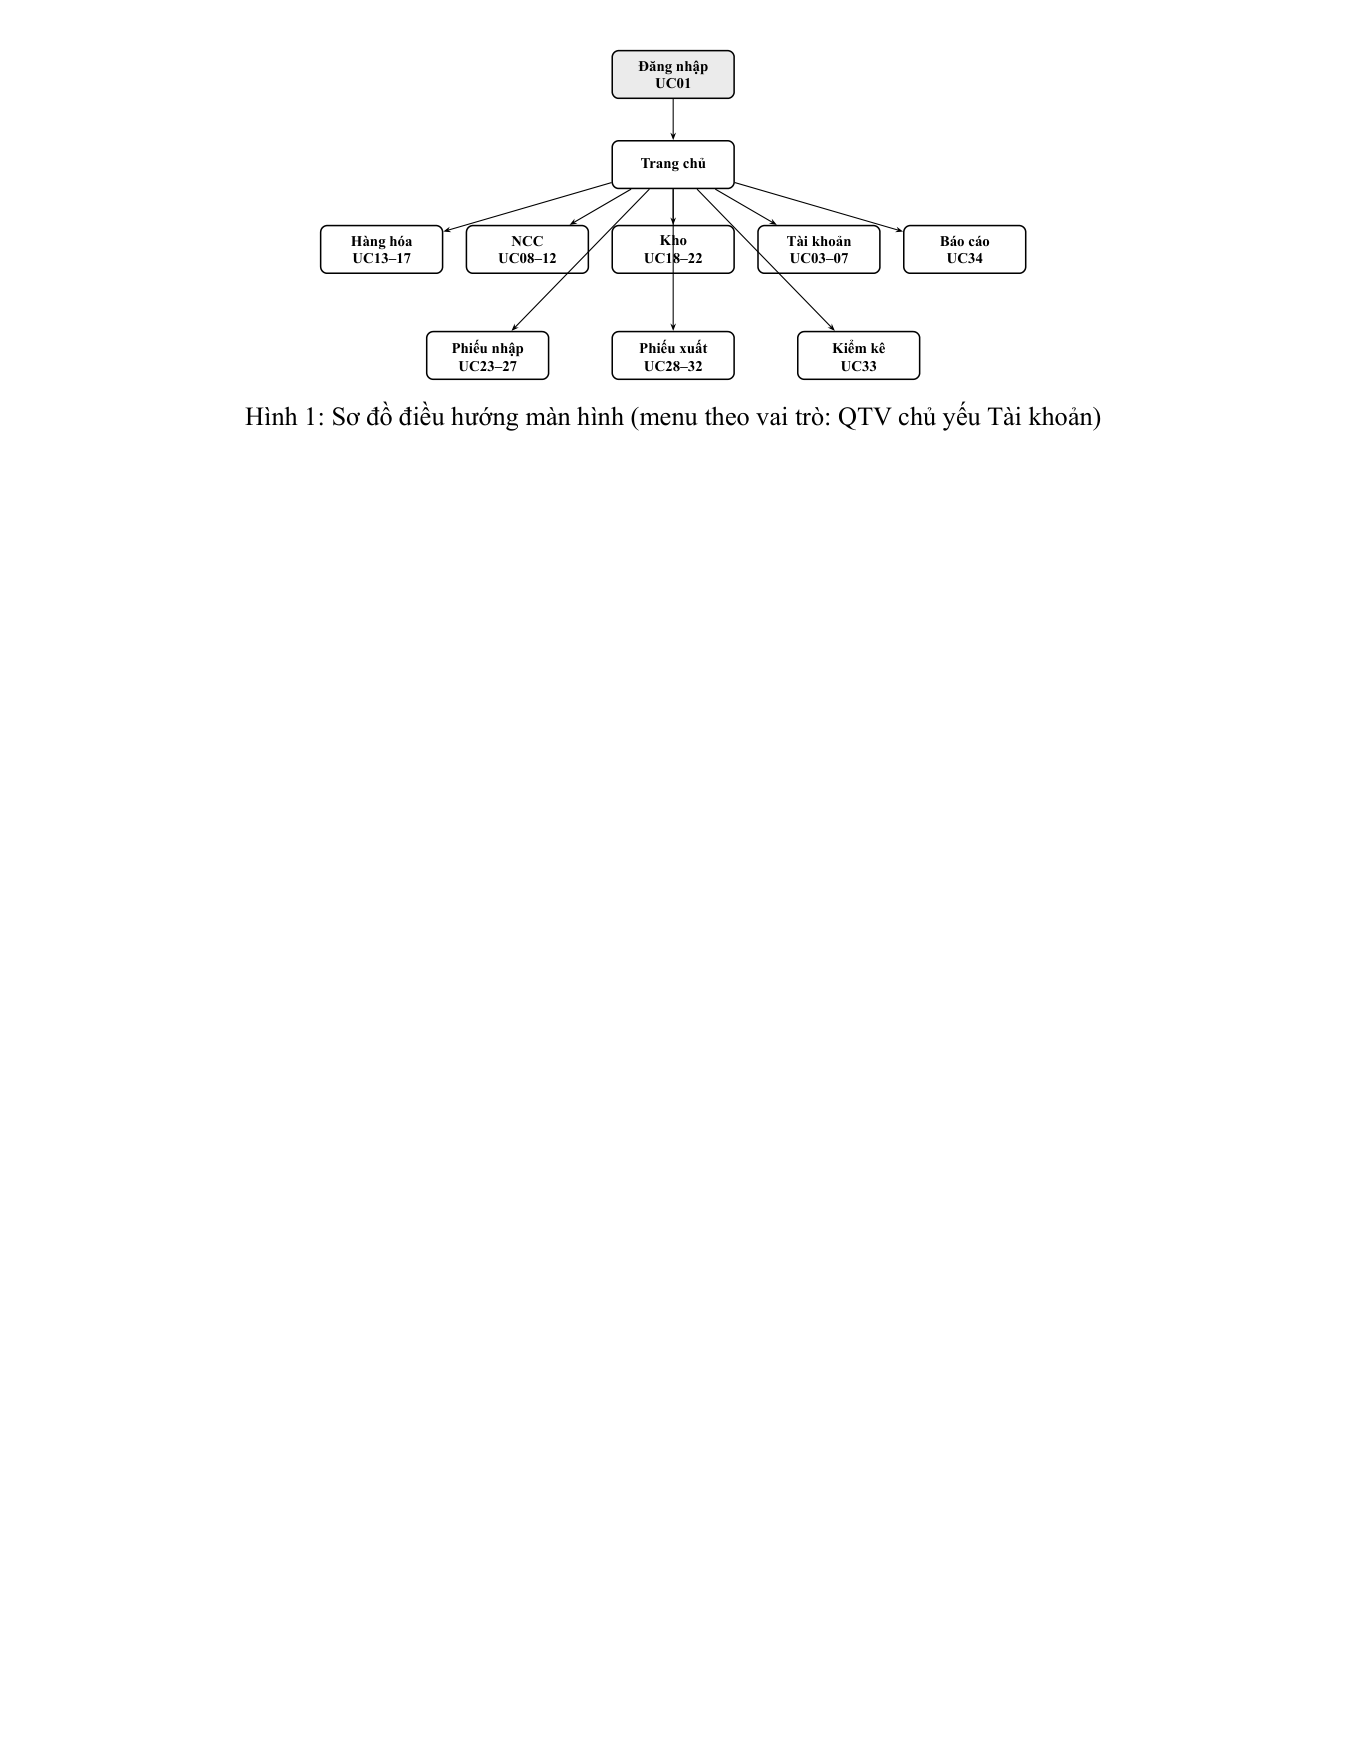 Đăng nhập
UC01
Trang chủ
Hàng hóa
UC13–17
NCC
UC08–12
Kho
UC18–22
Tài khoản
UC03–07
Báo cáo
UC34
Phiếu nhập
UC23–27
Phiếu xuất
UC28–32
Kiểm kê
UC33
Hình 1: Sơ đồ điều hướng màn hình (menu theo vai trò: QTV chủ yếu Tài khoản)